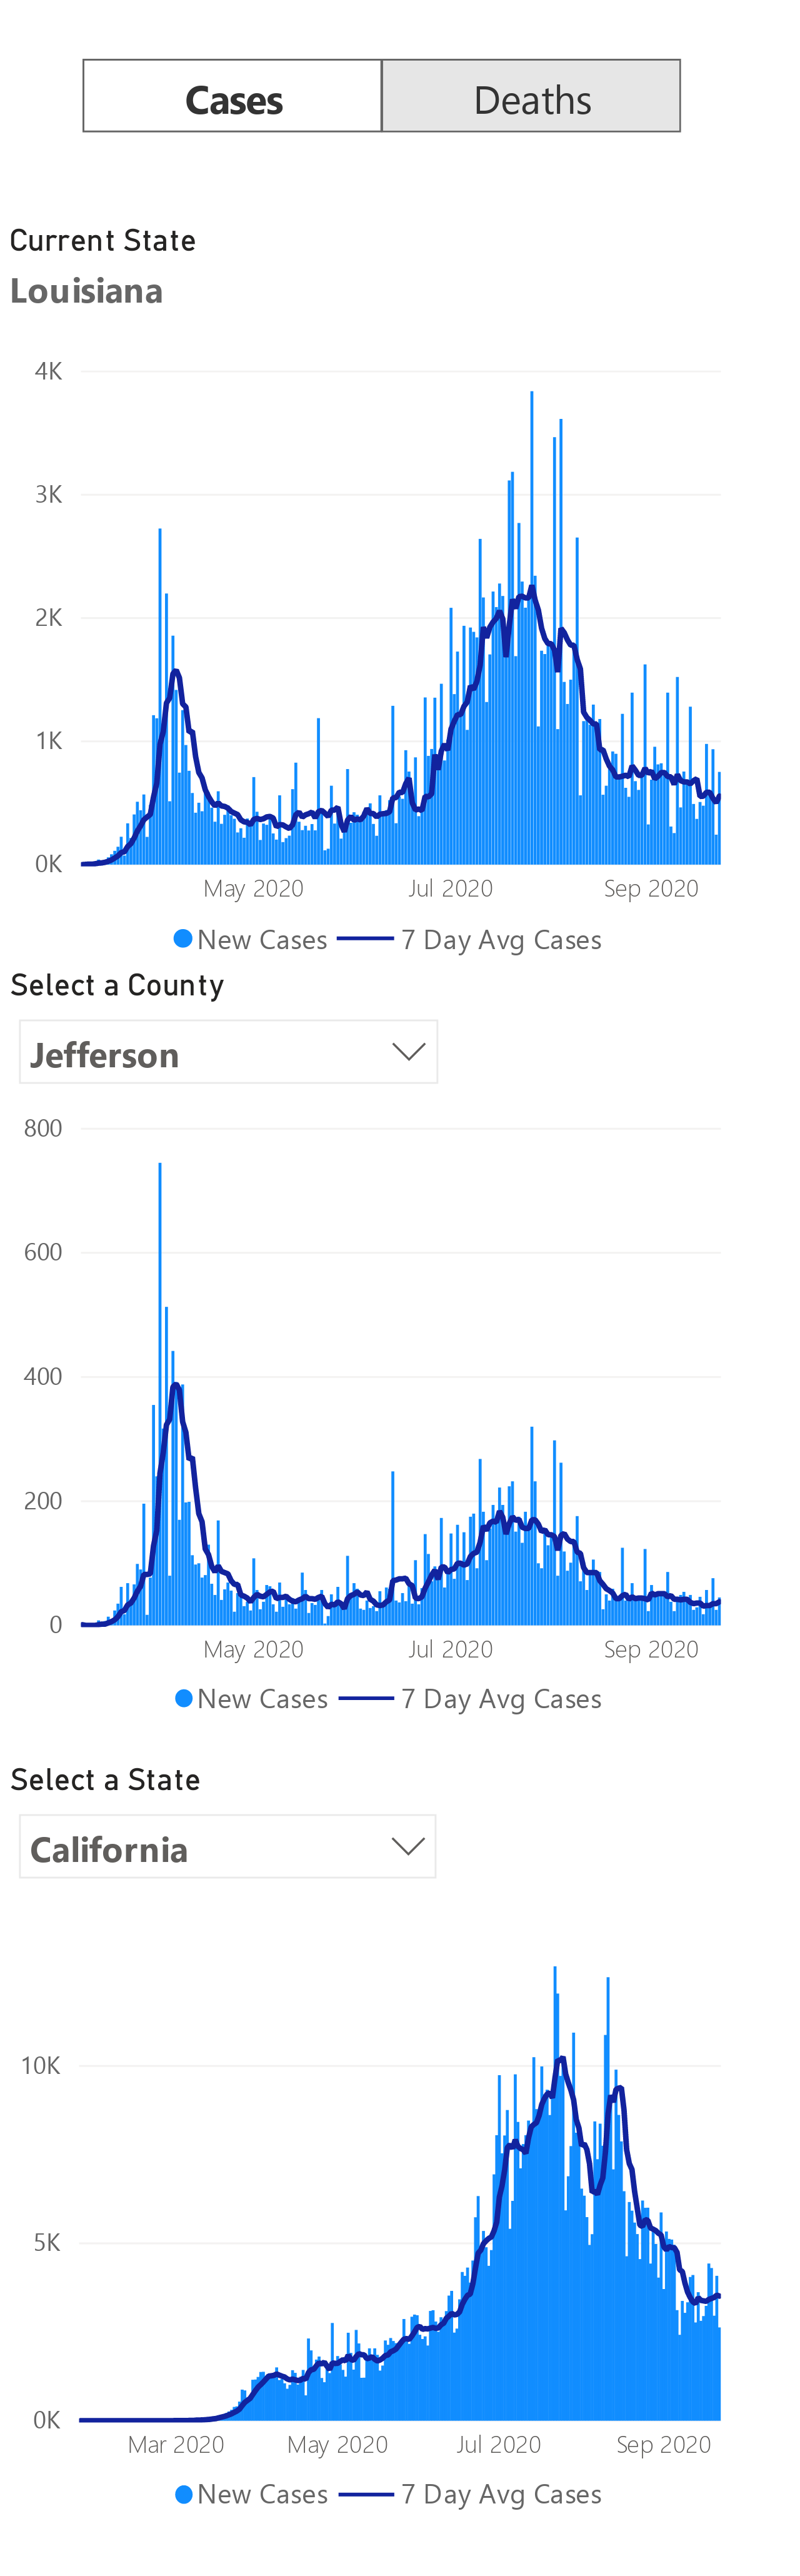 Cases Deaths
Current State
Louisiana
4K
3K
2K
1K
0K
May 2020 Jul 2020 Sep 2020
New Cases 7 Day Avg Cases
Select a County
Jefferson
800
600
400
200
0
May 2020 Jul 2020 Sep 2020
New Cases 7 Day Avg Cases
Select a State
California
10K
5K
0K
Mar 2020 May 2020 Jul 2020 Sep 2020
New Cases 7 Day Avg Cases